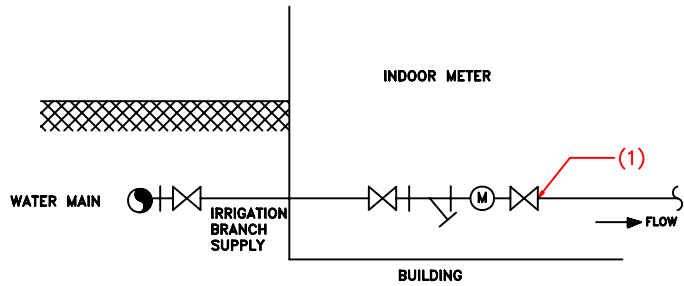 INDOOR METER
(1)
WATER MAIN
M
IRRIGATION
BRANCH
SUPPLY
FLOW
BUILDING